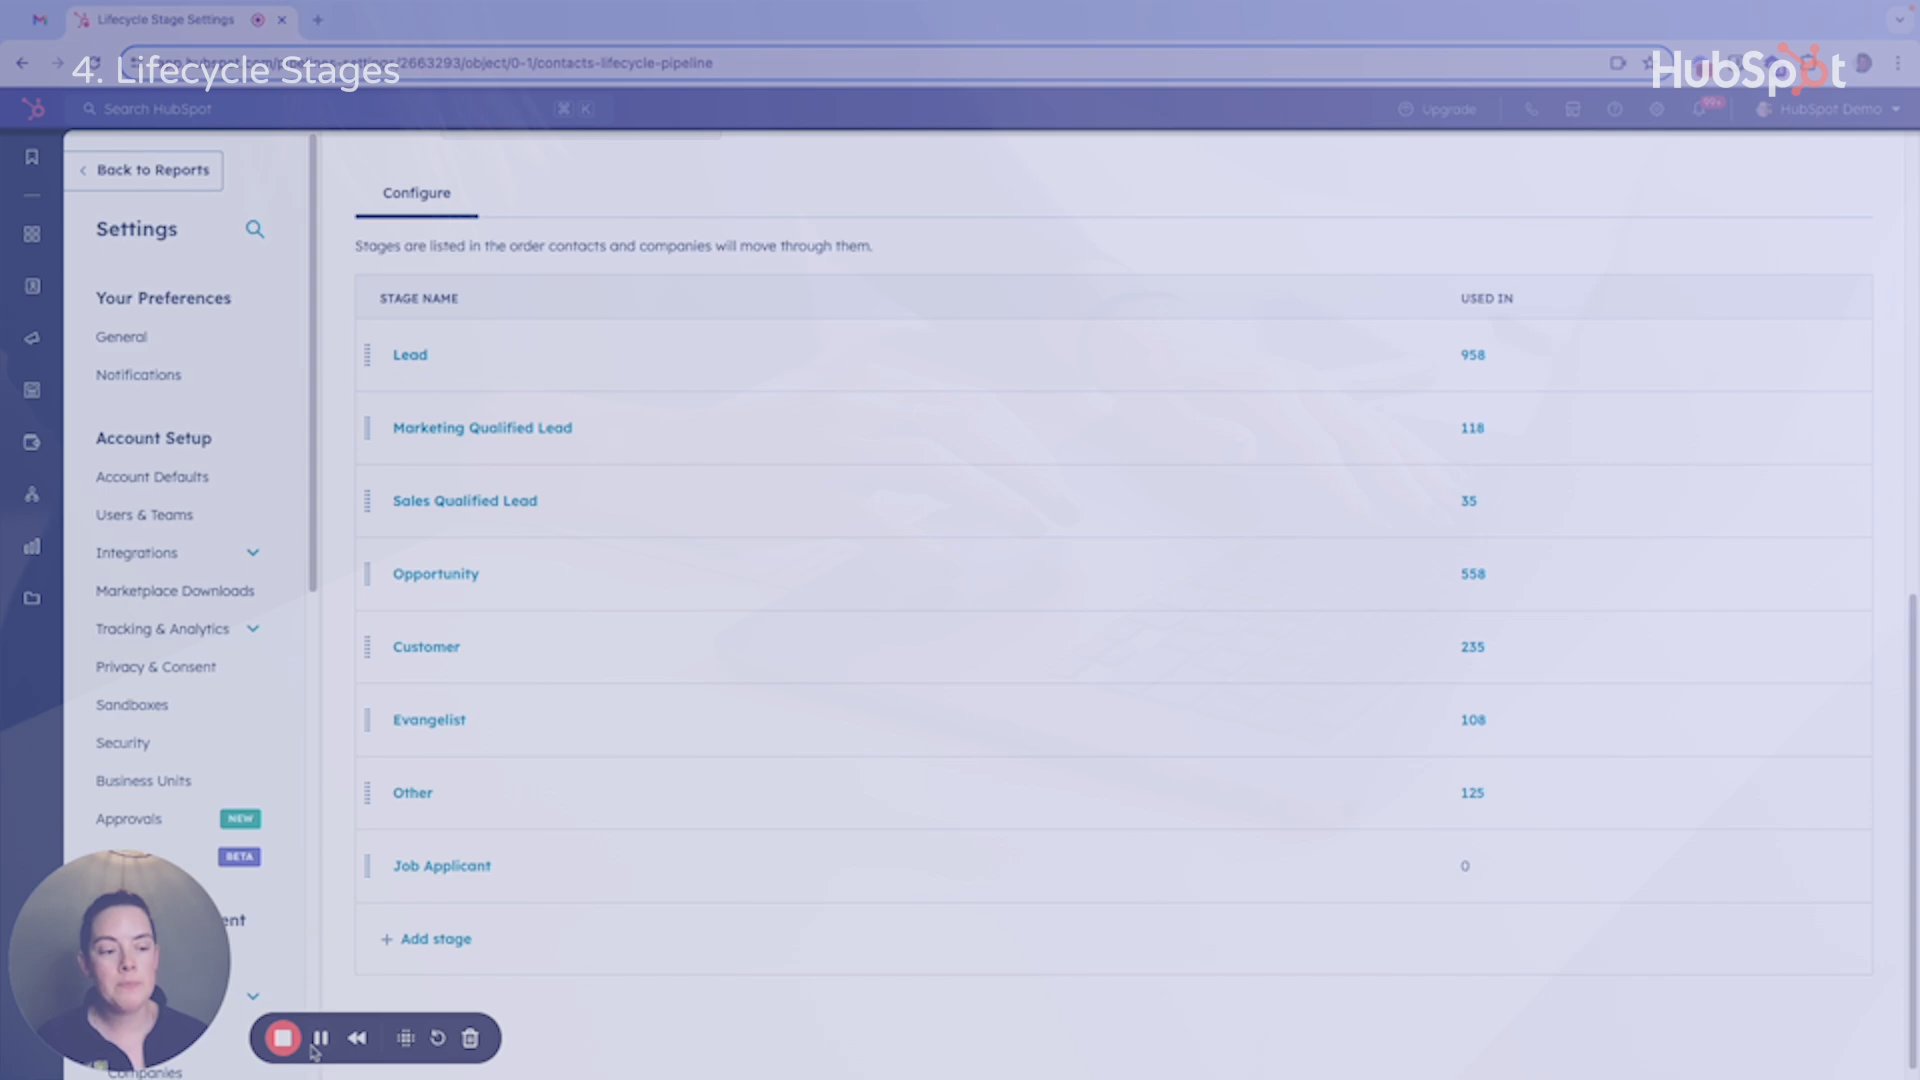 Lifecycle Stage Settings
4. Lifecycle Stages
2663293/object/0-1/contacts-lifecycle-pipeline
HubSpot
Search HubSpot
⌘ K
Upgrade
99+
HubSpot Demo
Back to Reports
Settings
Your Preferences
General
Notifications
Account Setup
Account Defaults
Users & Teams
Integrations
Marketplace Downloads
Tracking & Analytics
Privacy & Consent
Sandboxes
Security
Business Units
Approvals NEW
BETA
Companies
Configure
Stages are listed in the order contacts and companies will move through them.
STAGE NAME USED IN
Lead 958
Marketing Qualified Lead 118
Sales Qualified Lead 35
Opportunity 558
Customer 235
Evangelist 108
Other 125
Job Applicant 0
+ Add stage